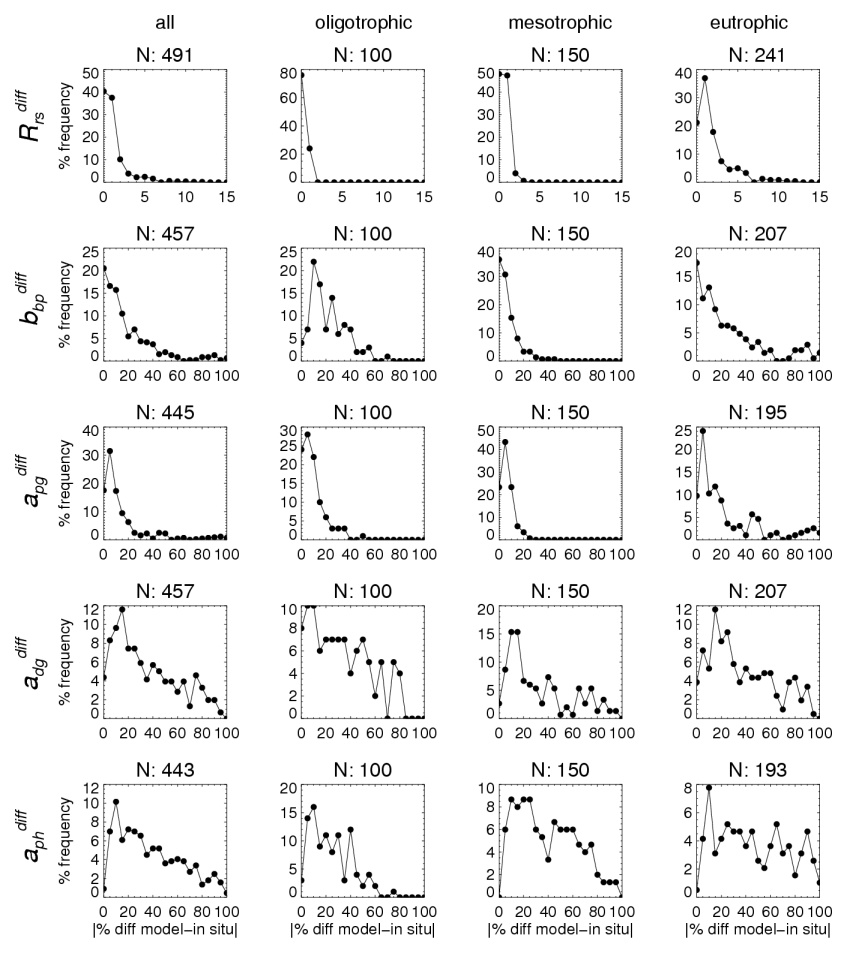 all oligotrophic mesotrophic eutrophic
N: 491 N: 100 N: 150 N: 241
R_rs^diff
% frequency
50 40 30 20 10 0
80 60 40 20 0
50 40 30 20 10 0
40 30 20 10 0
0 5 10 15 0 5 10 15 0 5 10 15 0 5 10 15
N: 457 N: 100 N: 150 N: 207
b_bp^diff
% frequency
25 20 15 10 5 0
25 20 15 10 5 0
40 30 20 10 0
20 15 10 5 0
0 20 40 60 80 100 0 20 40 60 80 100 0 20 40 60 80 100 0 20 40 60 80 100
N: 445 N: 100 N: 150 N: 195
a_pg^diff
% frequency
40 30 20 10 0
30 25 20 15 10 5 0
50 40 30 20 10 0
25 20 15 10 5 0
0 20 40 60 80 100 0 20 40 60 80 100 0 20 40 60 80 100 0 20 40 60 80 100
N: 457 N: 100 N: 150 N: 207
a_dg^diff
% frequency
12 10 8 6 4 2 0
10 8 6 4 2 0
20 15 10 5 0
12 10 8 6 4 2 0
0 20 40 60 80 100 0 20 40 60 80 100 0 20 40 60 80 100 0 20 40 60 80 100
N: 443 N: 100 N: 150 N: 193
a_ph^diff
% frequency
12 10 8 6 4 2 0
20 15 10 5 0
10 8 6 4 2 0
8 6 4 2 0
0 20 40 60 80 100 0 20 40 60 80 100 0 20 40 60 80 100 0 20 40 60 80 100
|% diff model−in situ| |% diff model−in situ| |% diff model−in situ| |% diff model−in situ|